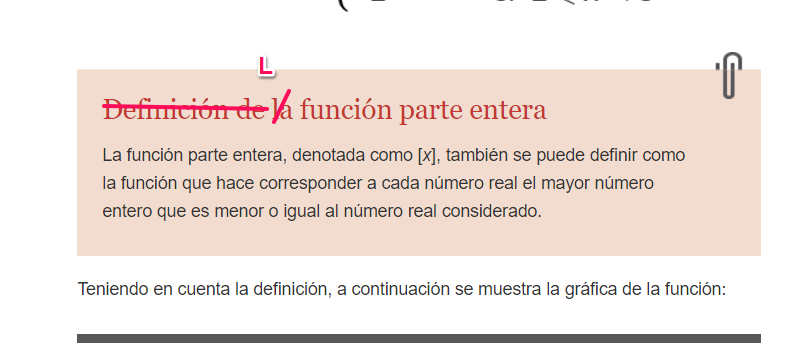 L
Definición de la función parte entera
La función parte entera, denotada como [x], también se puede definir como
la función que hace corresponder a cada número real el mayor número
entero que es menor o igual al número real considerado.
Teniendo en cuenta la definición, a continuación se muestra la gráfica de la función: